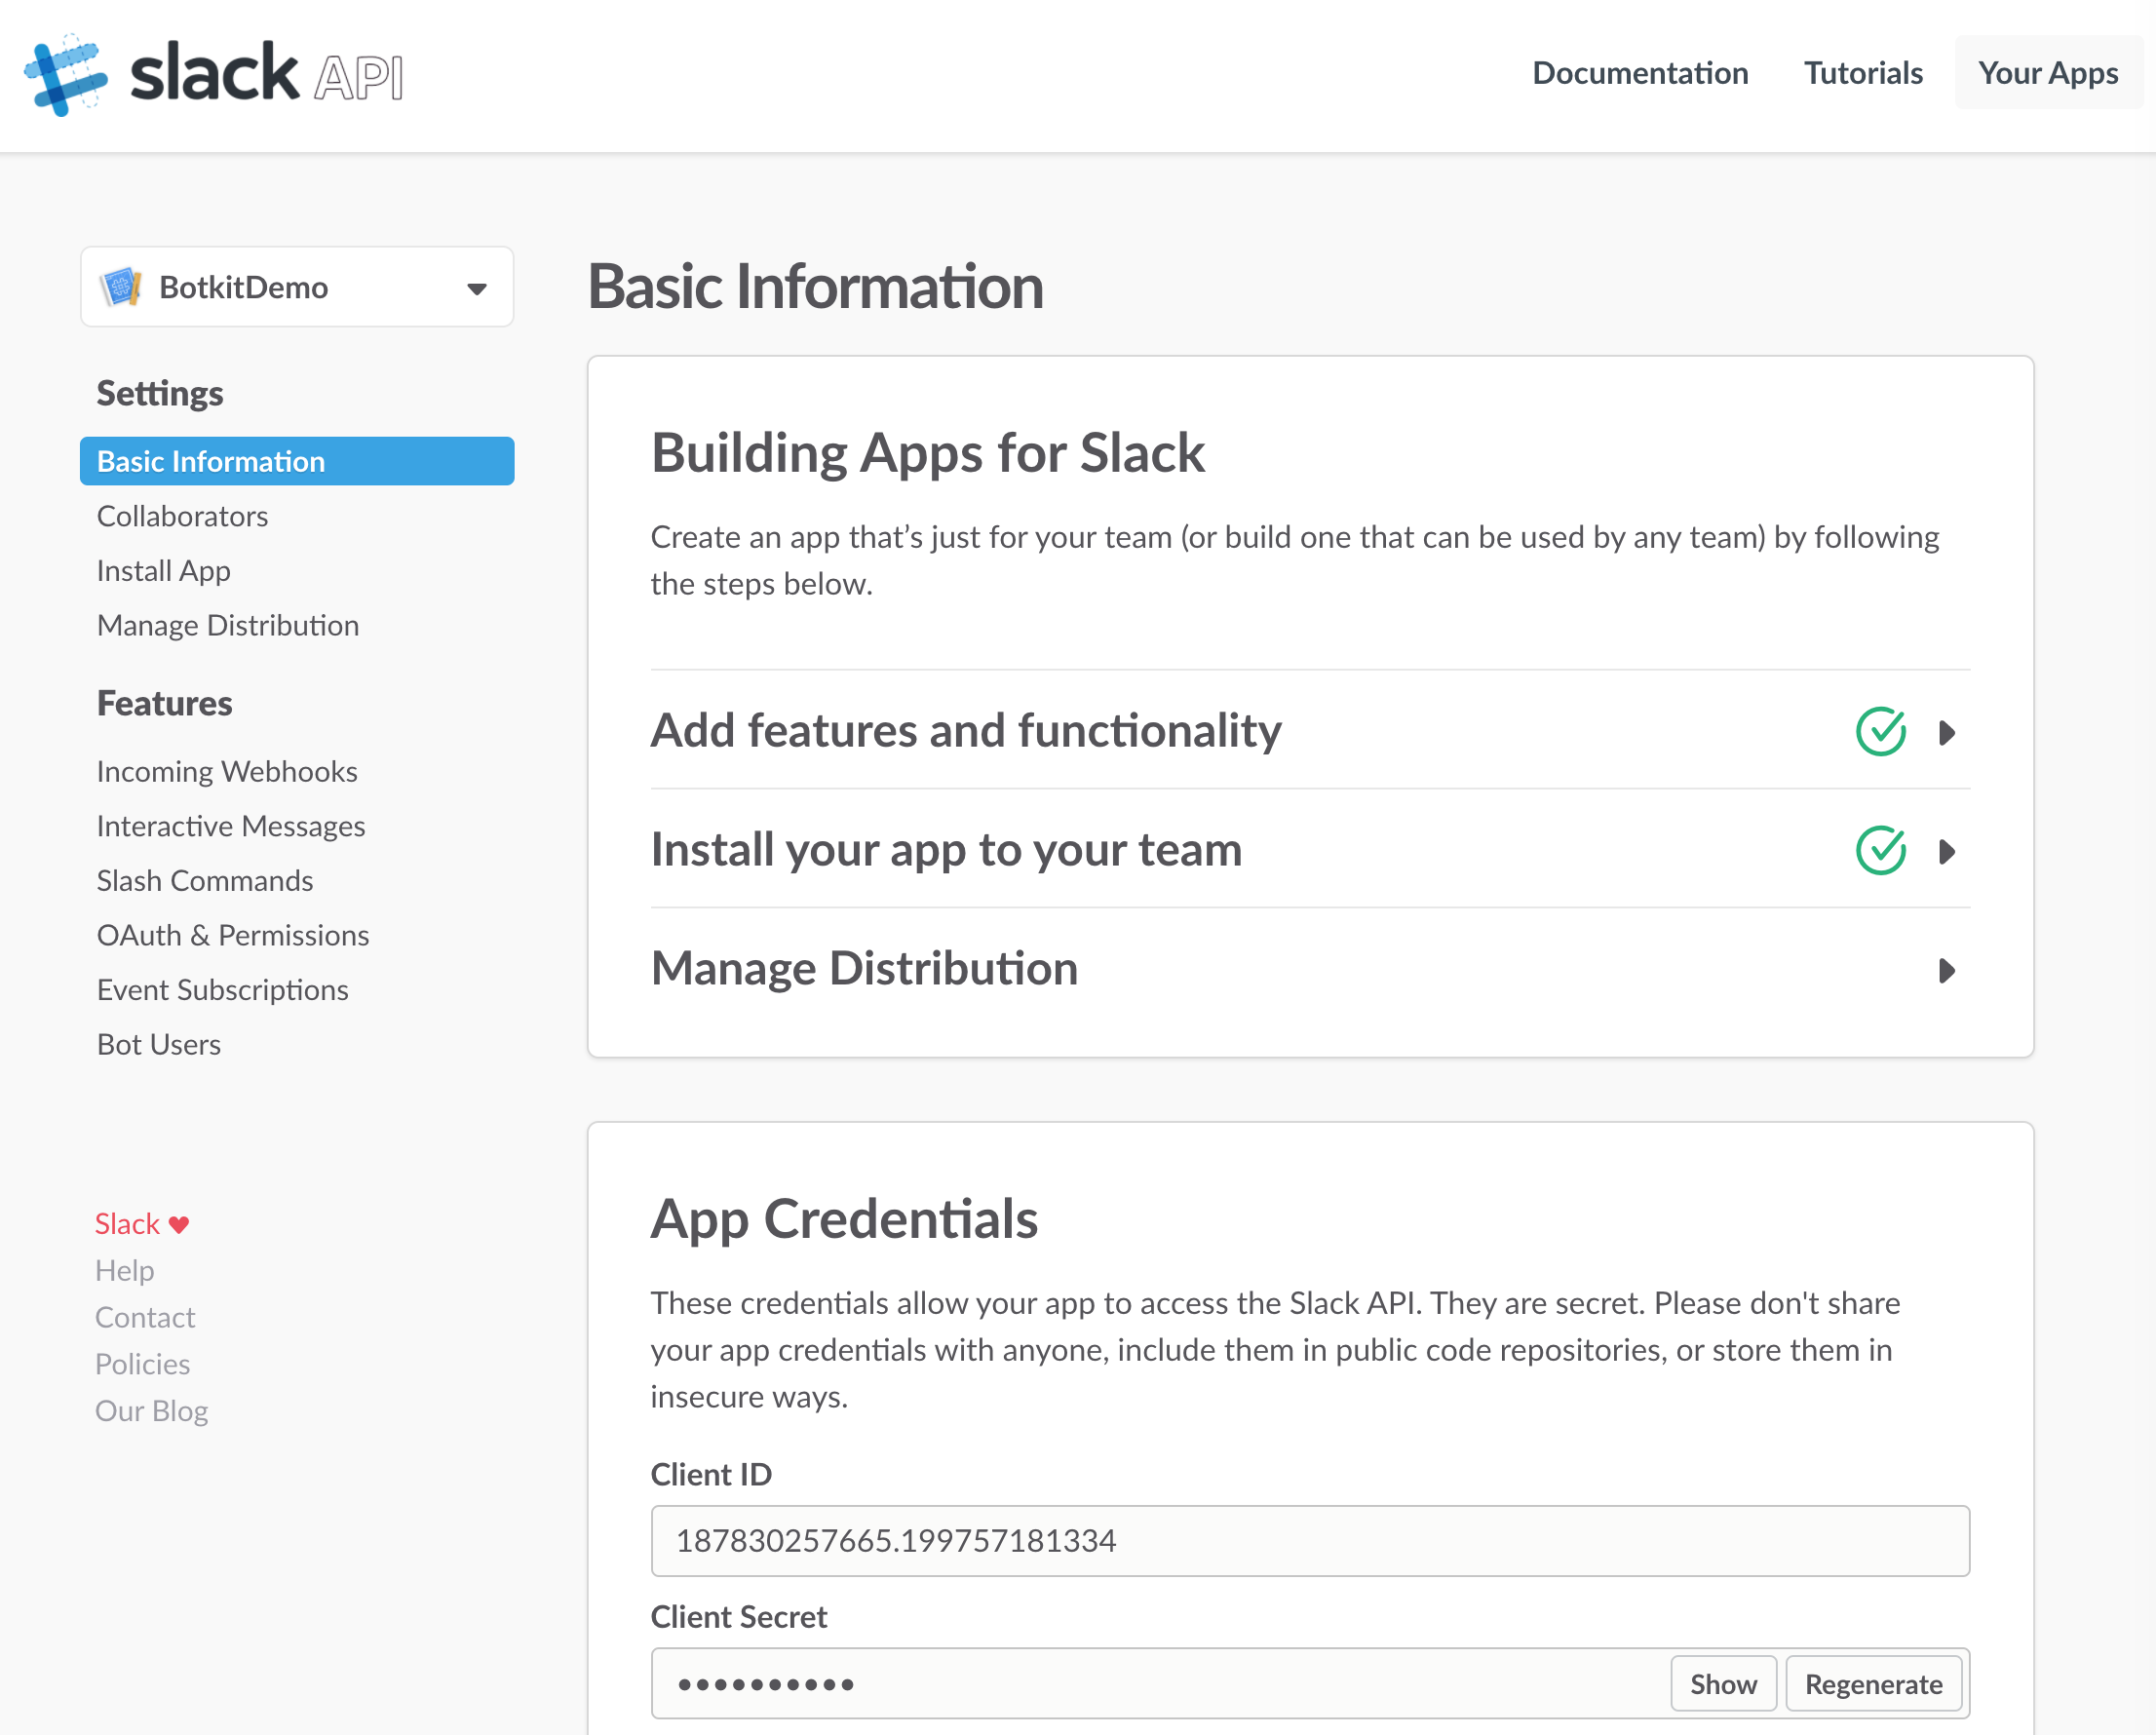 slack API
Documentation
Tutorials
Your Apps
BotkitDemo
Settings
Basic Information
Collaborators
Install App
Manage Distribution
Features
Incoming Webhooks
Interactive Messages
Slash Commands
OAuth & Permissions
Event Subscriptions
Bot Users
Slack ♥
Help
Contact
Policies
Our Blog
Basic Information
Building Apps for Slack
Create an app that’s just for your team (or build one that can be used by any team) by following
the steps below.
Add features and functionality
Install your app to your team
Manage Distribution
App Credentials
These credentials allow your app to access the Slack API. They are secret. Please don't share
your app credentials with anyone, include them in public code repositories, or store them in
insecure ways.
Client ID
187830257665.199757181334
Client Secret
••••••••••
Show
Regenerate